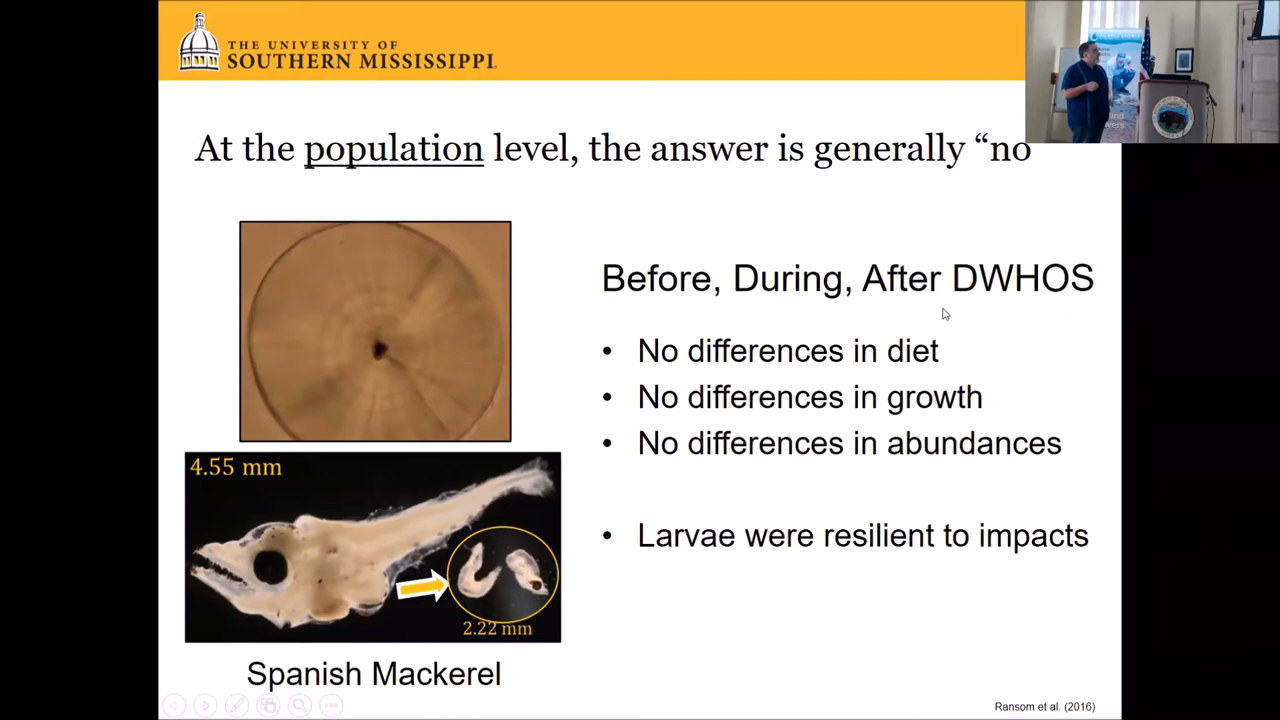 THE UNIVERSITY OF
SOUTHERN MISSISSIPPI.
At the population level, the answer is generally “no
Before, During, After DWHOS
• No differences in diet
• No differences in growth
• No differences in abundances
• Larvae were resilient to impacts
4.55 mm
2.22 mm
Spanish Mackerel
Ransom et al. (2016)